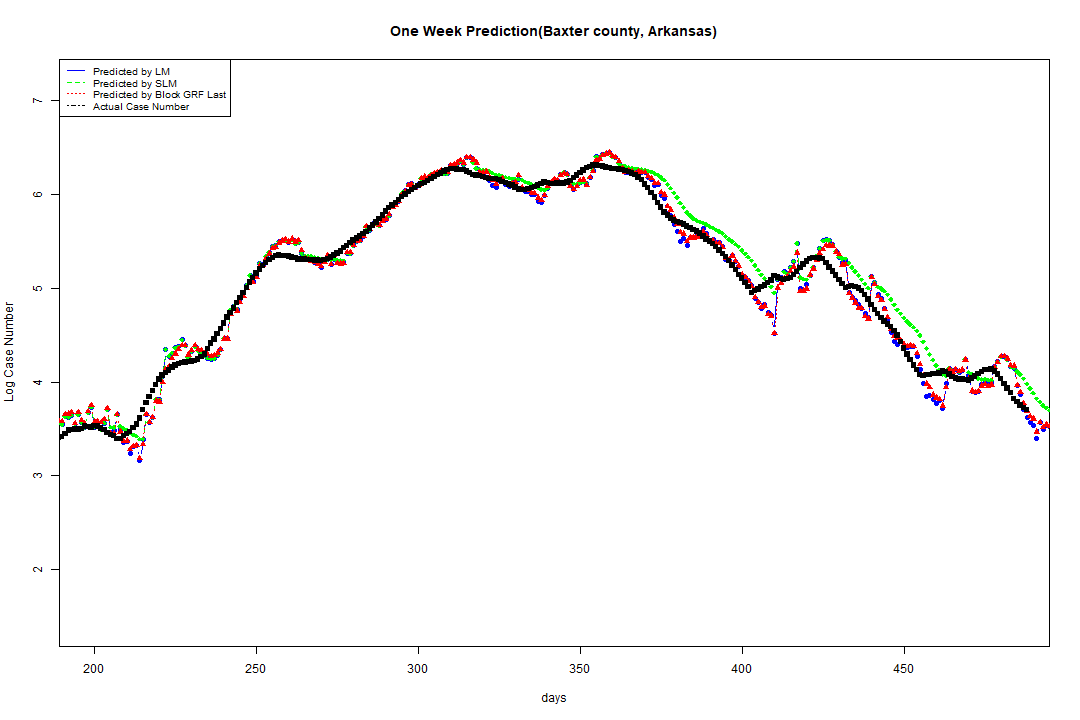 One Week Prediction(Baxter county, Arkansas)
Predicted by LM
Predicted by SLM
Predicted by Block GRF Last
Actual Case Number
Log Case Number
7
6
5
4
3
2
200 250 300 350 400 450
days